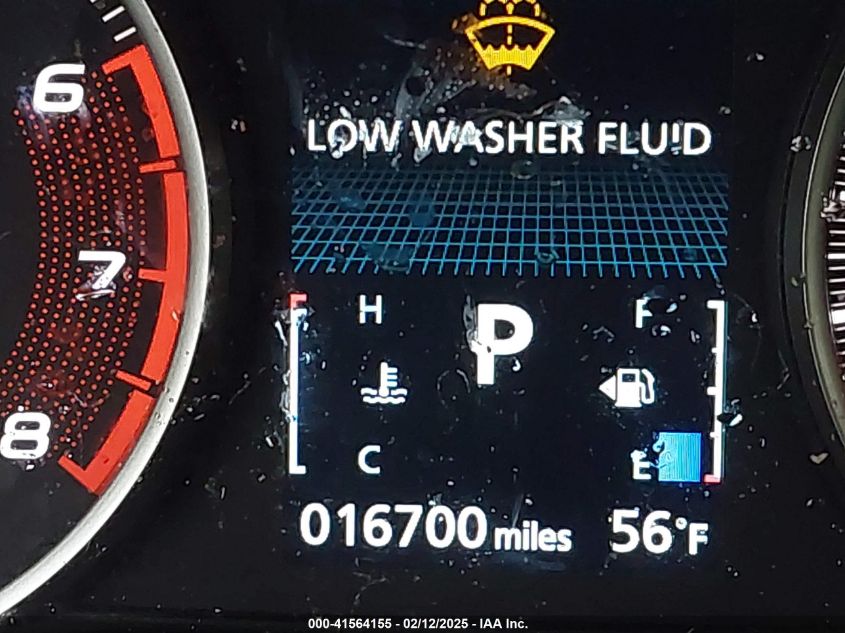 6
LOW WASHER FLUID
7
H P F
8
C E
016700 miles 56°F
000-41564155 - 02/12/2025 - IAA Inc.